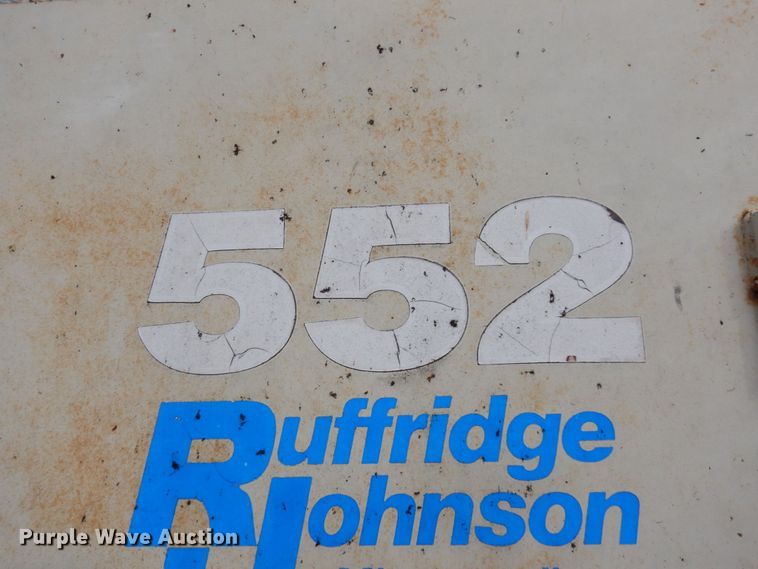 552
Ruffridge
Johnson
Purple Wave Auction